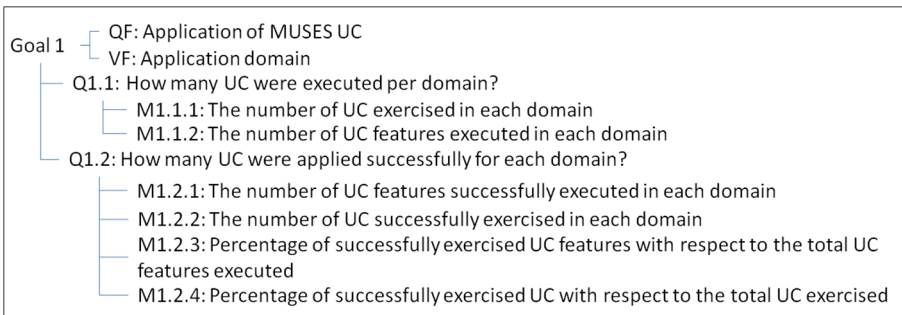 QF: Application of MUSES UC
Goal 1
VF: Application domain
Q1.1: How many UC were executed per domain?
M1.1.1: The number of UC exercised in each domain
M1.1.2: The number of UC features executed in each domain
Q1.2: How many UC were applied successfully for each domain?
M1.2.1: The number of UC features successfully executed in each domain
M1.2.2: The number of UC successfully exercised in each domain
M1.2.3: Percentage of successfully exercised UC features with respect to the total UC
features executed
M1.2.4: Percentage of successfully exercised UC with respect to the total UC exercised